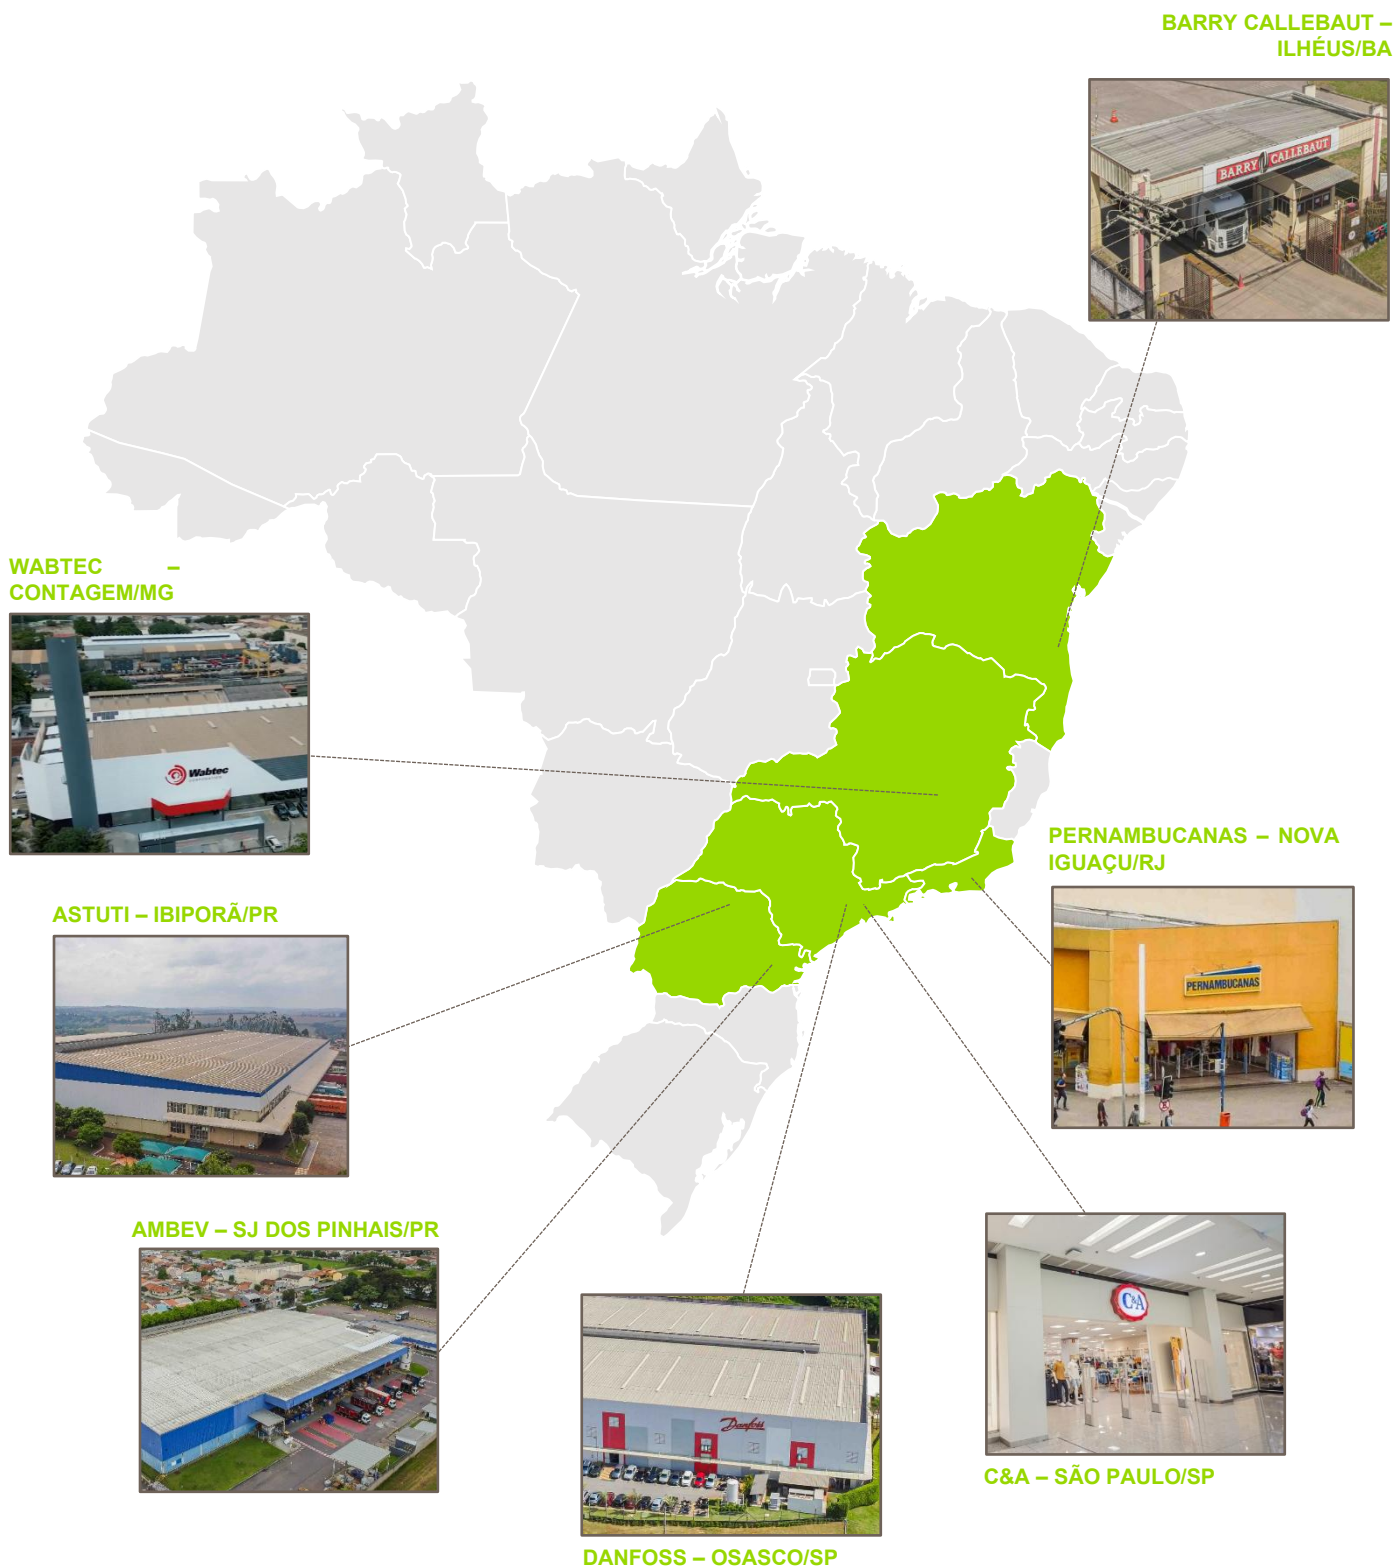 BARRY CALLEBAUT –
ILHÉUS/BA
BARRY CALLEBAUT
WABTEC –
CONTAGEM/MG
Wabtec
PERNAMBUCANAS – NOVA
IGUAÇU/RJ
PERNAMBUCANAS
ASTUTI – IBIPORÃ/PR
AMBEV – SJ DOS PINHAIS/PR
Danfoss
DANFOSS – OSASCO/SP
C&A
C&A – SÃO PAULO/SP